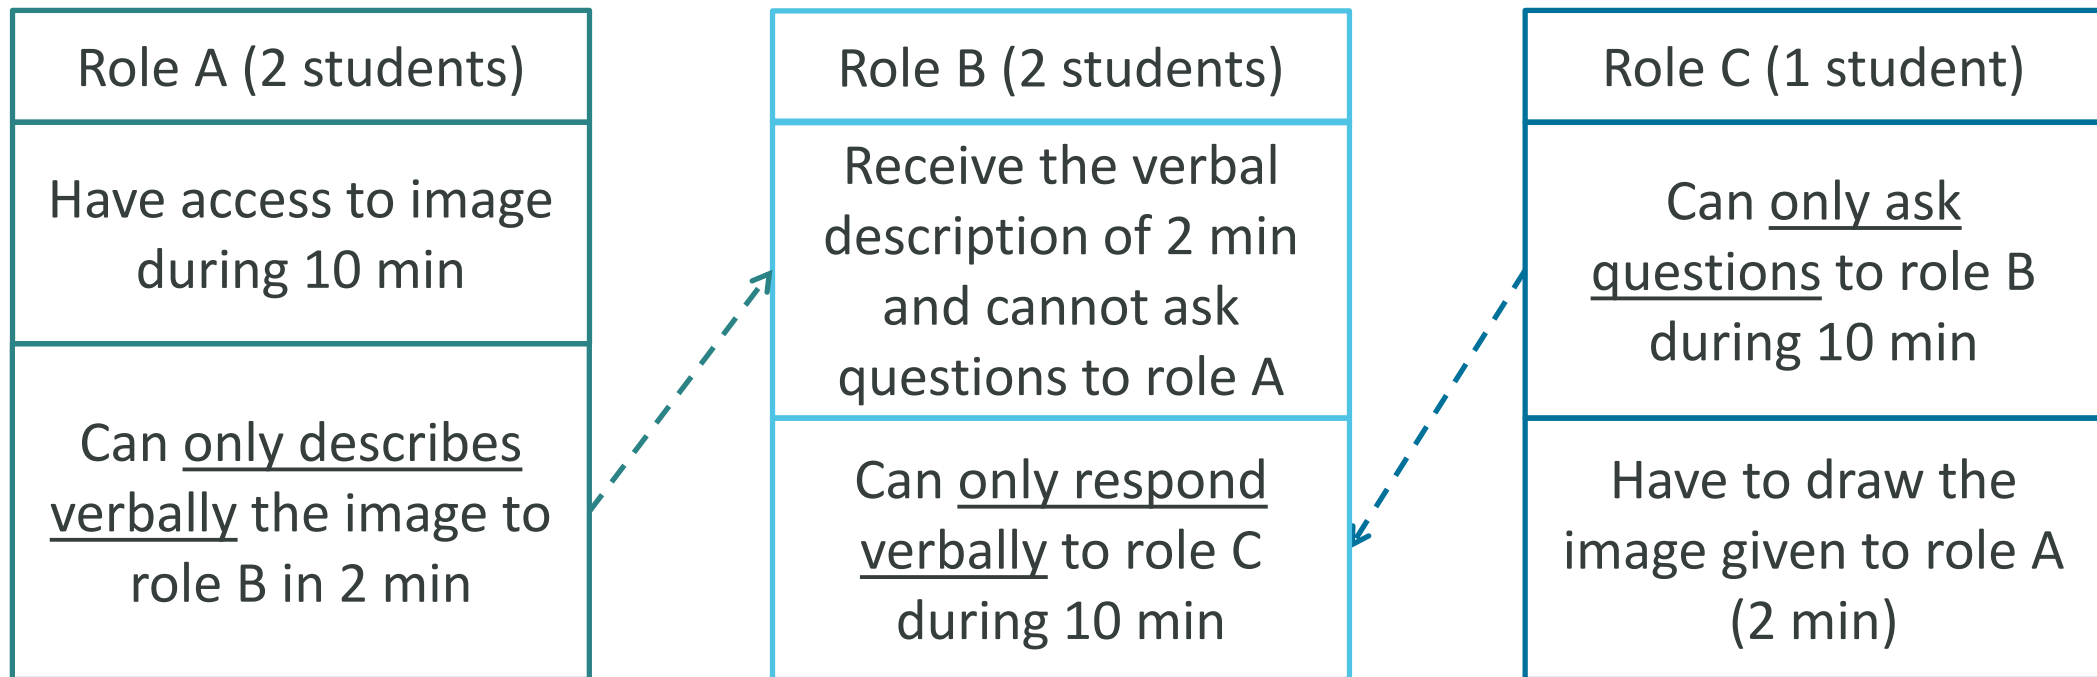 Role A (2 students)
Have access to image
during 10 min
Can only describes
verbally the image to
role B in 2 min
Role B (2 students)
Receive the verbal
description of 2 min
and cannot ask
questions to role A
Can only respond
verbally to role C
during 10 min
Role C (1 student)
Can only ask
questions to role B
during 10 min
Have to draw the
image given to role A
(2 min)